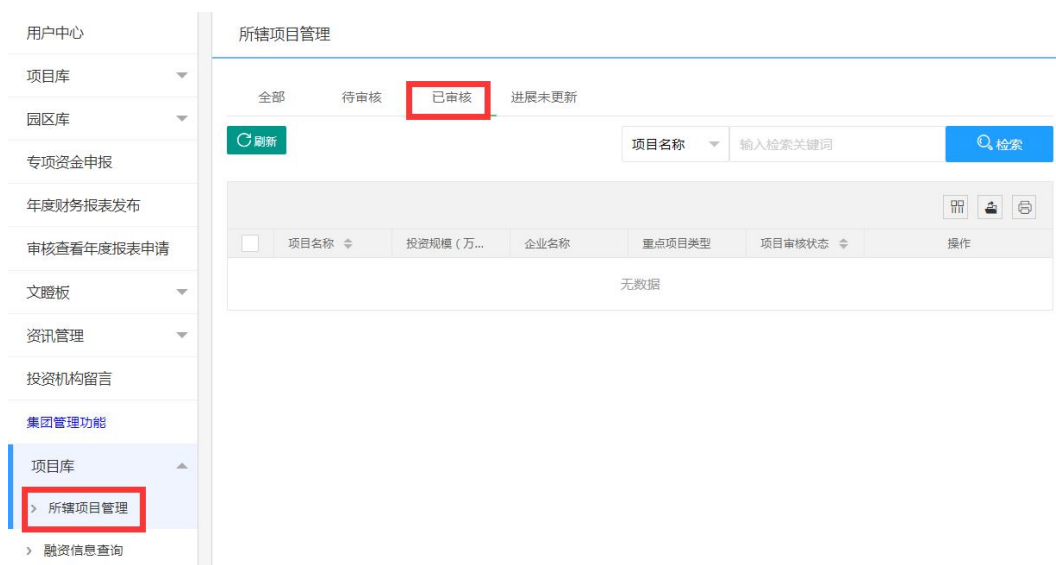 用户中心
项目库
园区库
专项资金申报
年度财务报表发布
审核查看年度报表申请
文瞪板
资讯管理
投资机构留言
集团管理功能
项目库
所辖项目管理
融资信息查询
所辖项目管理
全部 待审核 已审核 进展未更新
刷新 项目名称 输入检索关键词 检索
项目名称 投资规模（万... 企业名称 重点项目类型 项目审核状态 操作
无数据